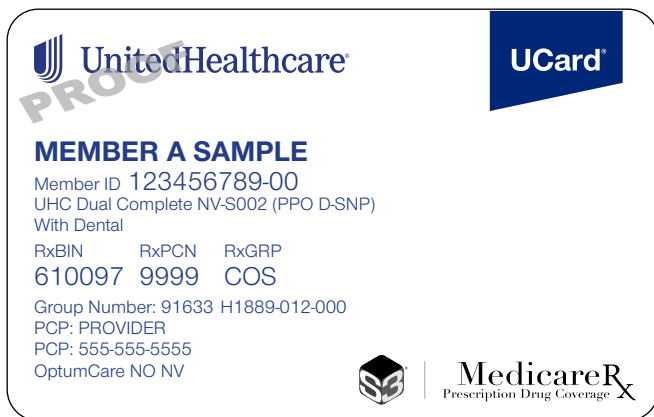 UnitedHealthcare®
UCard®
PROOF
MEMBER A SAMPLE
Member ID 123456789-00
UHC Dual Complete NV-S002 (PPO D-SNP)
With Dental
RxBIN RxPCN RxGRP
610097 9999 COS
Group Number: 91633 H1889-012-000
PCP: PROVIDER
PCP: 555-555-5555
OptumCare NO NV
S3®
MedicareRx
Prescription Drug Coverage